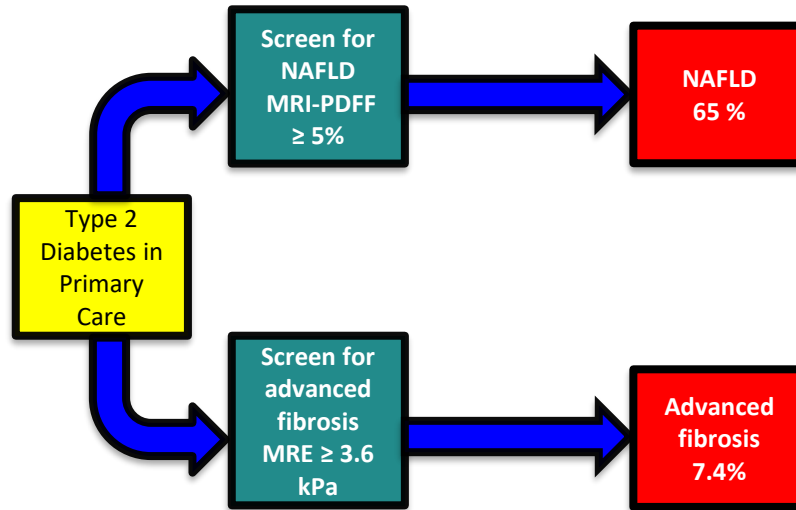 Screen for
NAFLD
MRI-PDFF
≥ 5%
NAFLD
65 %
Type 2
Diabetes in
Primary
Care
Screen for
advanced
fibrosis
MRE ≥ 3.6
kPa
Advanced
fibrosis
7.4%